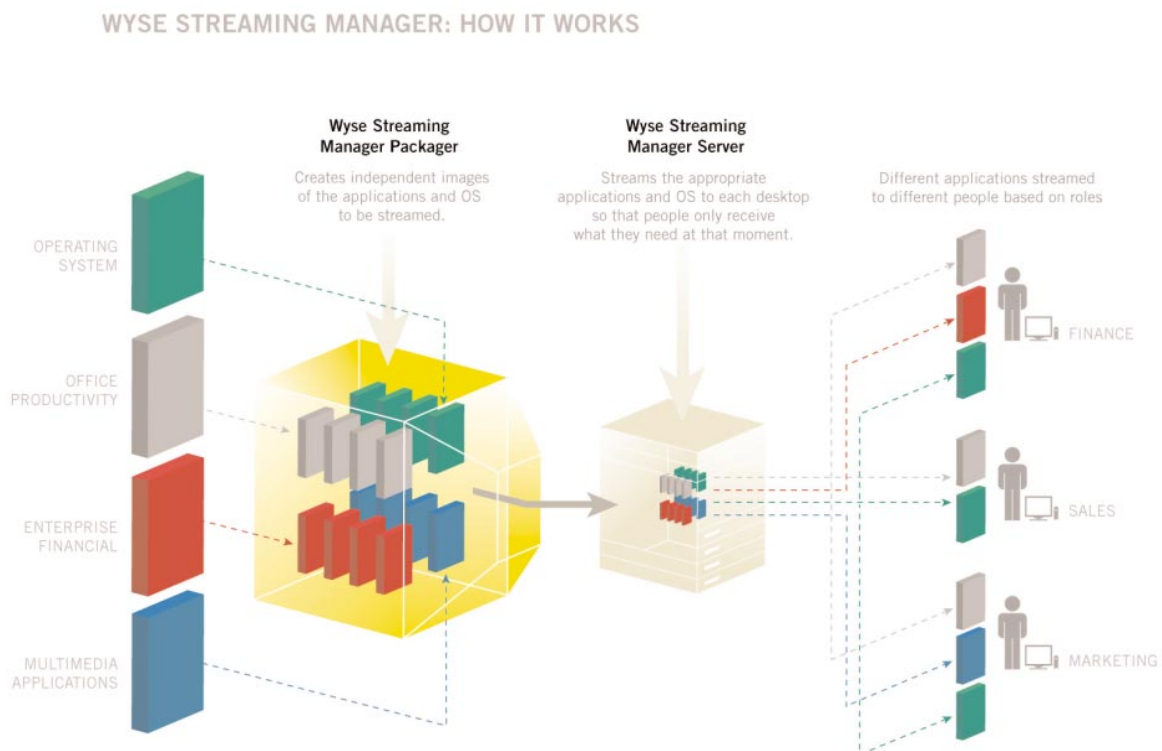 WYSE STREAMING MANAGER: HOW IT WORKS
Wyse Streaming
Manager Packager
Creates independent images
of the applications and OS
to be streamed.
Wyse Streaming
Manager Server
Streams the appropriate
applications and OS to each desktop
so that people only receive
what they need at that moment.
Different applications streamed
to different people based on roles
OPERATING
SYSTEM
OFFICE
PRODUCTIVITY
ENTERPRISE
FINANCIAL
MULTIMEDIA
APPLICATIONS
FINANCE
SALES
MARKETING